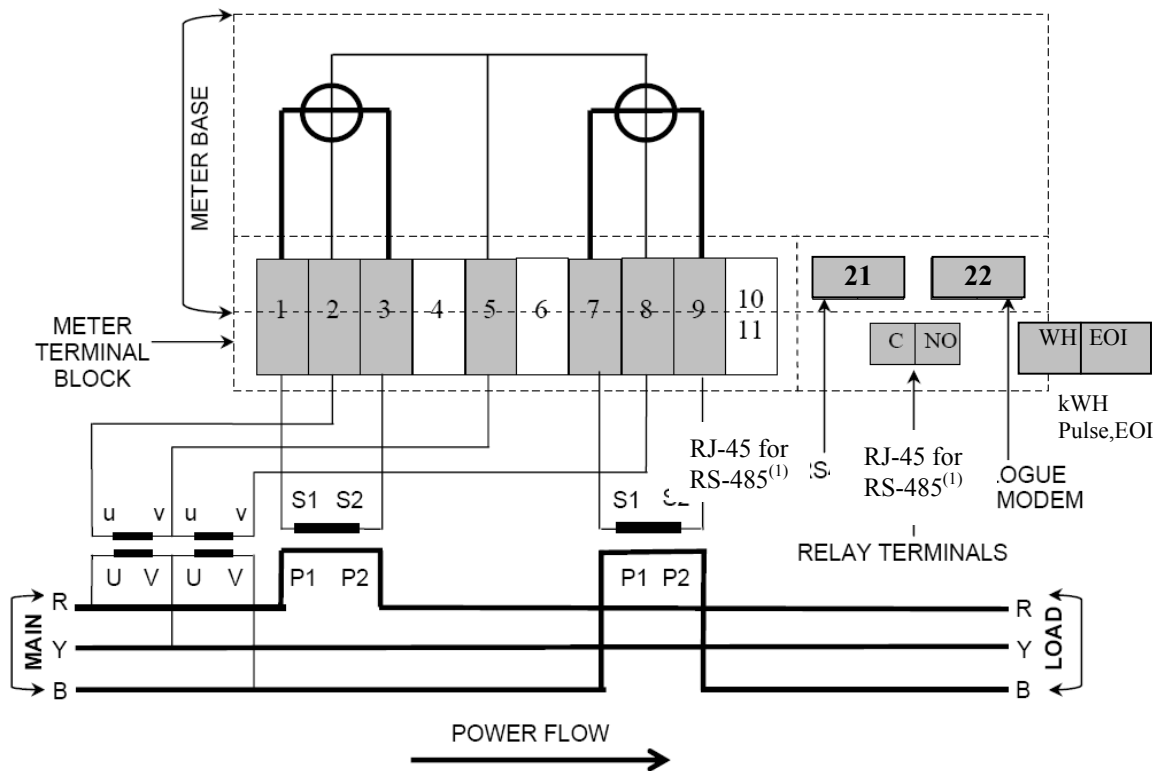 METER BASE
1 2 3 4 5 6 7 8 9 10
11
21 22
METER
TERMINAL
BLOCK
C NO
WH EOI
kWH
Pulse,EOI
RJ-45 for
RS-485(1)
RJ-45 for
RS-485(1)
LOGUE
MODEM
RELAY TERMINALS
S1 S2
S1
u v u v
U V U V
P1 P2
P1 P2
MAIN
R
Y
B
R
Y
B
LOAD
POWER FLOW